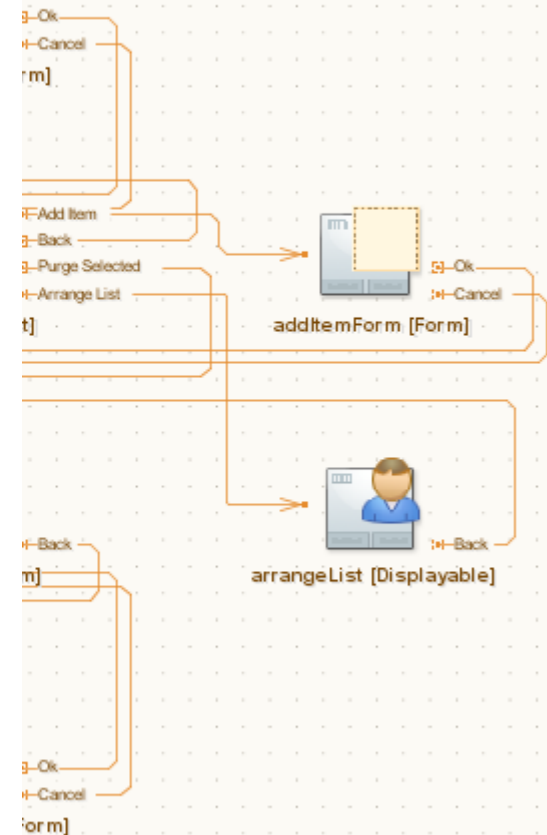 Ok
Cancel
rm]
Add Item
Back
Purge Selected
Arrange List
t]
Ok
Cancel
addItemForm [Form]
Back
arrangeList [Displayable]
Back
m]
Ok
Cancel
Form]